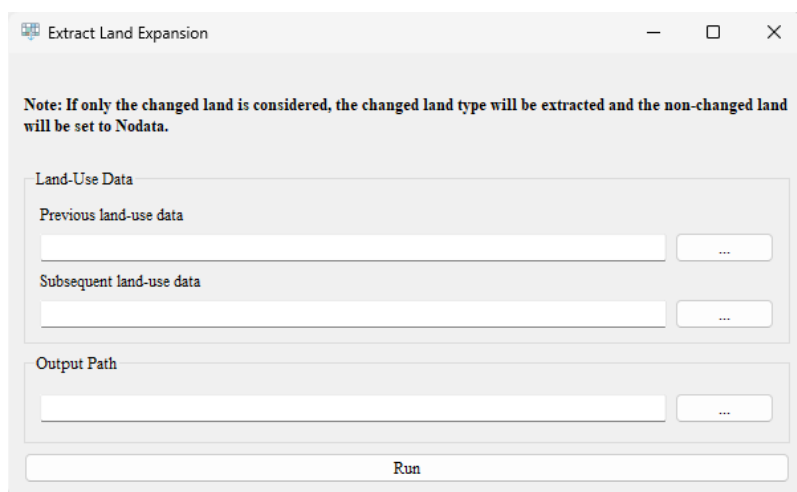 Extract Land Expansion
Note: If only the changed land is considered, the changed land type will be extracted and the non-changed land
will be set to Nodata.
Land-Use Data
Previous land-use data
...
Subsequent land-use data
...
Output Path
...
Run